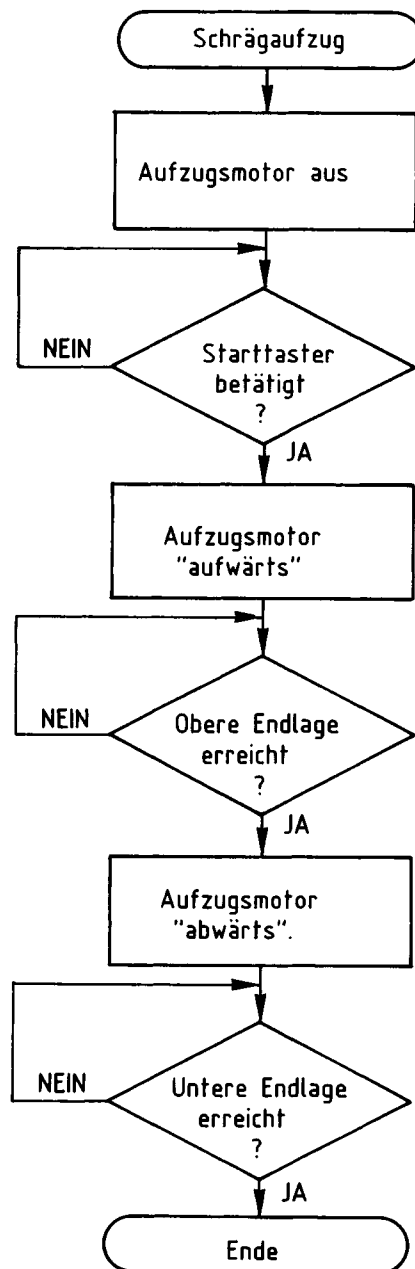 Schrägaufzug
Aufzugsmotor aus
NEIN
Starttaster
betätigt
?
JA
Aufzugsmotor
"aufwärts"
NEIN
Obere Endlage
erreicht
?
JA
Aufzugsmotor
"abwärts".
NEIN
Untere Endlage
erreicht
?
JA
Ende